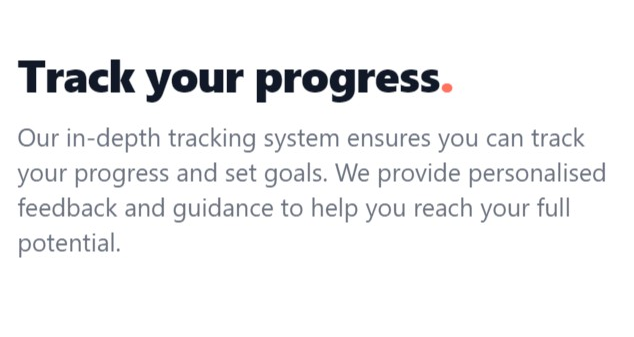 Track your progress.
Our in-depth tracking system ensures you can track
your progress and set goals. We provide personalised
feedback and guidance to help you reach your full
potential.